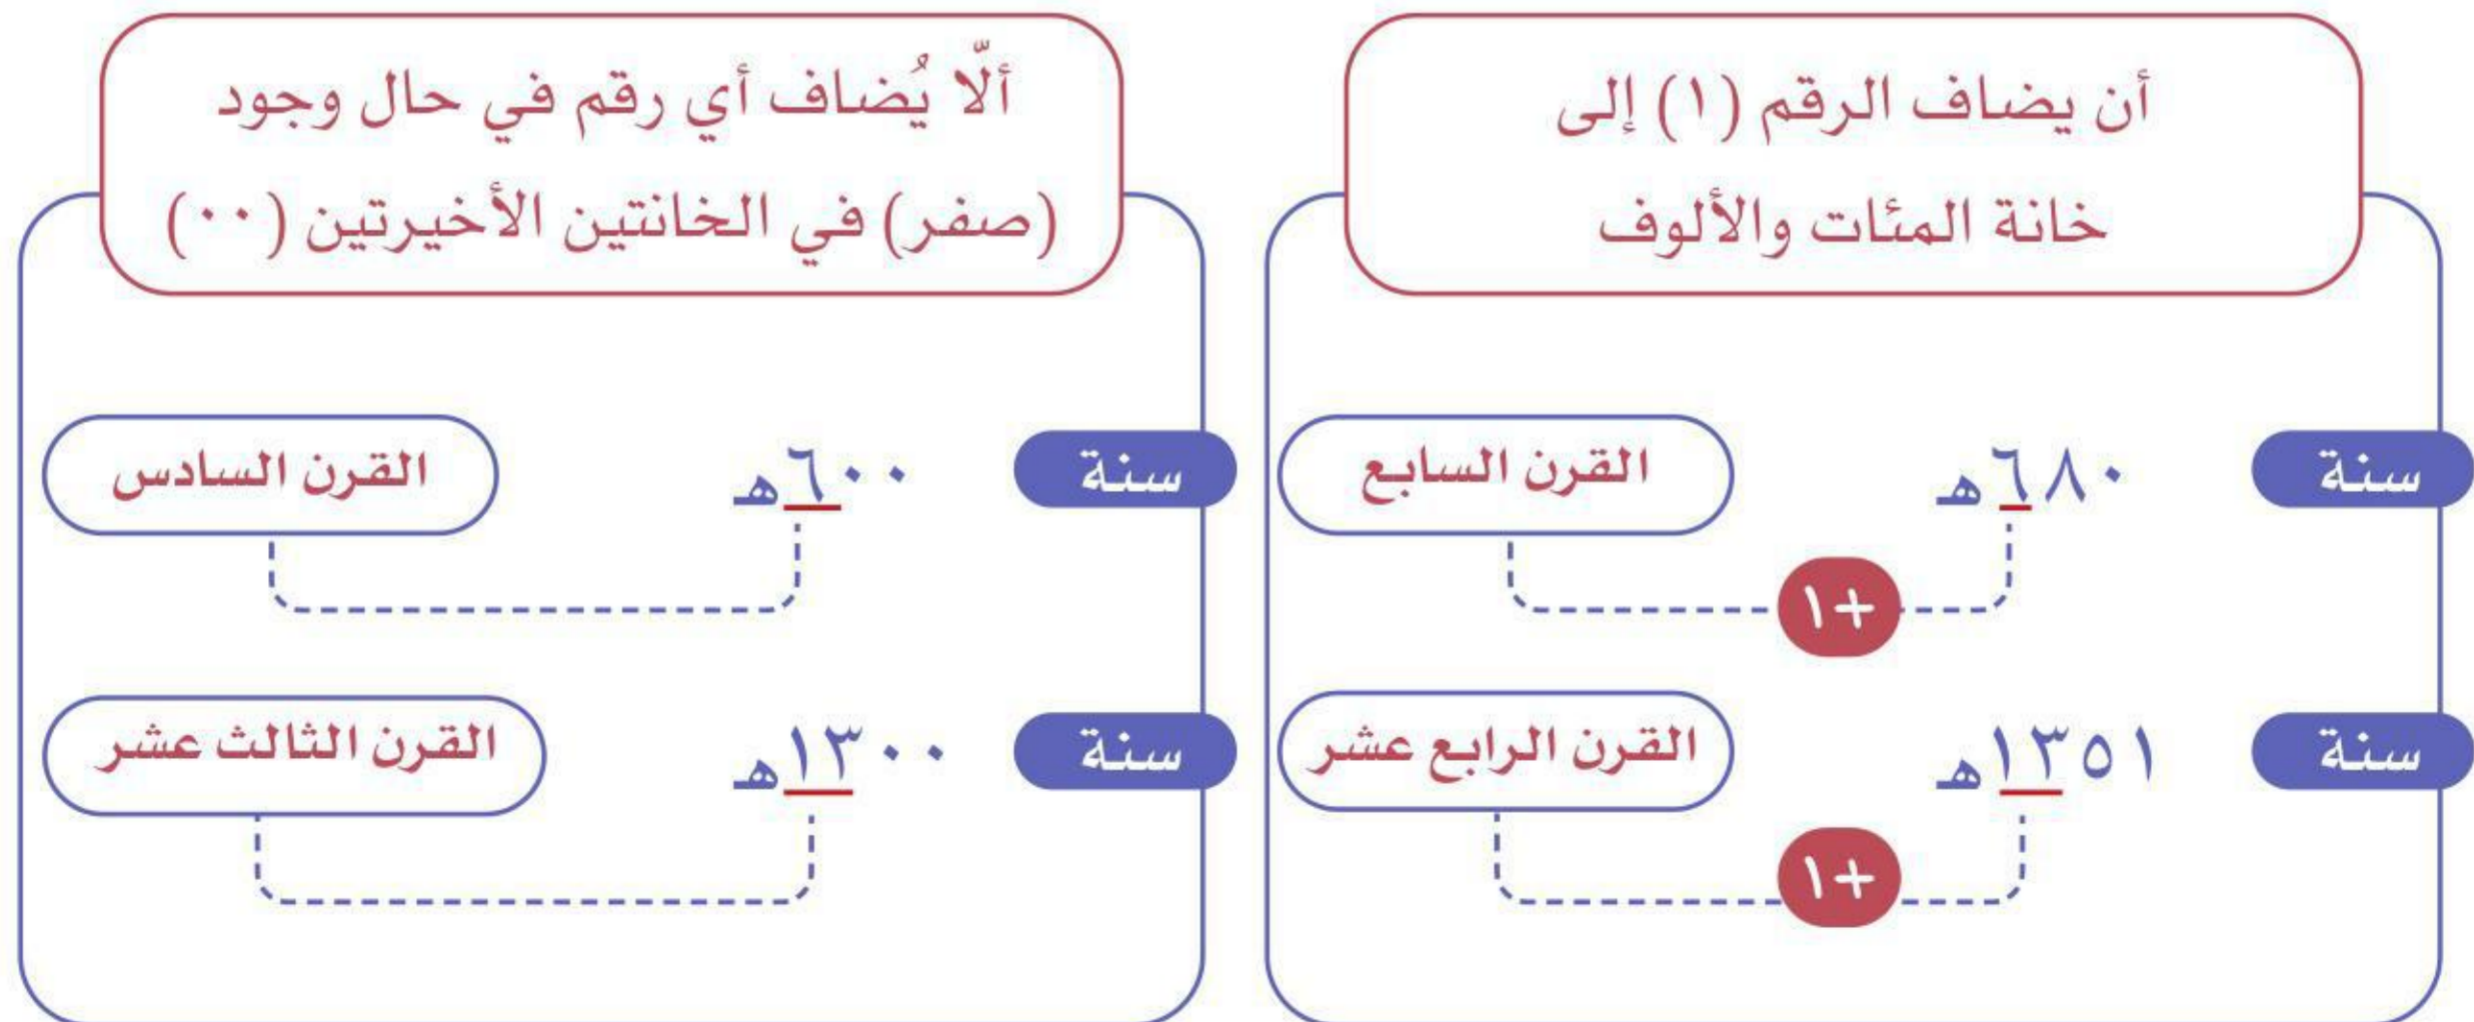 أن يضاف الرقم (١) إلى
خانة المئات والألوف
سنة
٦٨٠هـ
القرن السابع
+١
سنة
١٣٥١هـ
القرن الرابع عشر
+١
ألّا يُضاف أي رقم في حال وجود
(صفر) في الخانتين الأخيرتين (٠٠)
سنة
٦٠٠هـ
القرن السادس
سنة
١٣٠٠هـ
القرن الثالث عشر